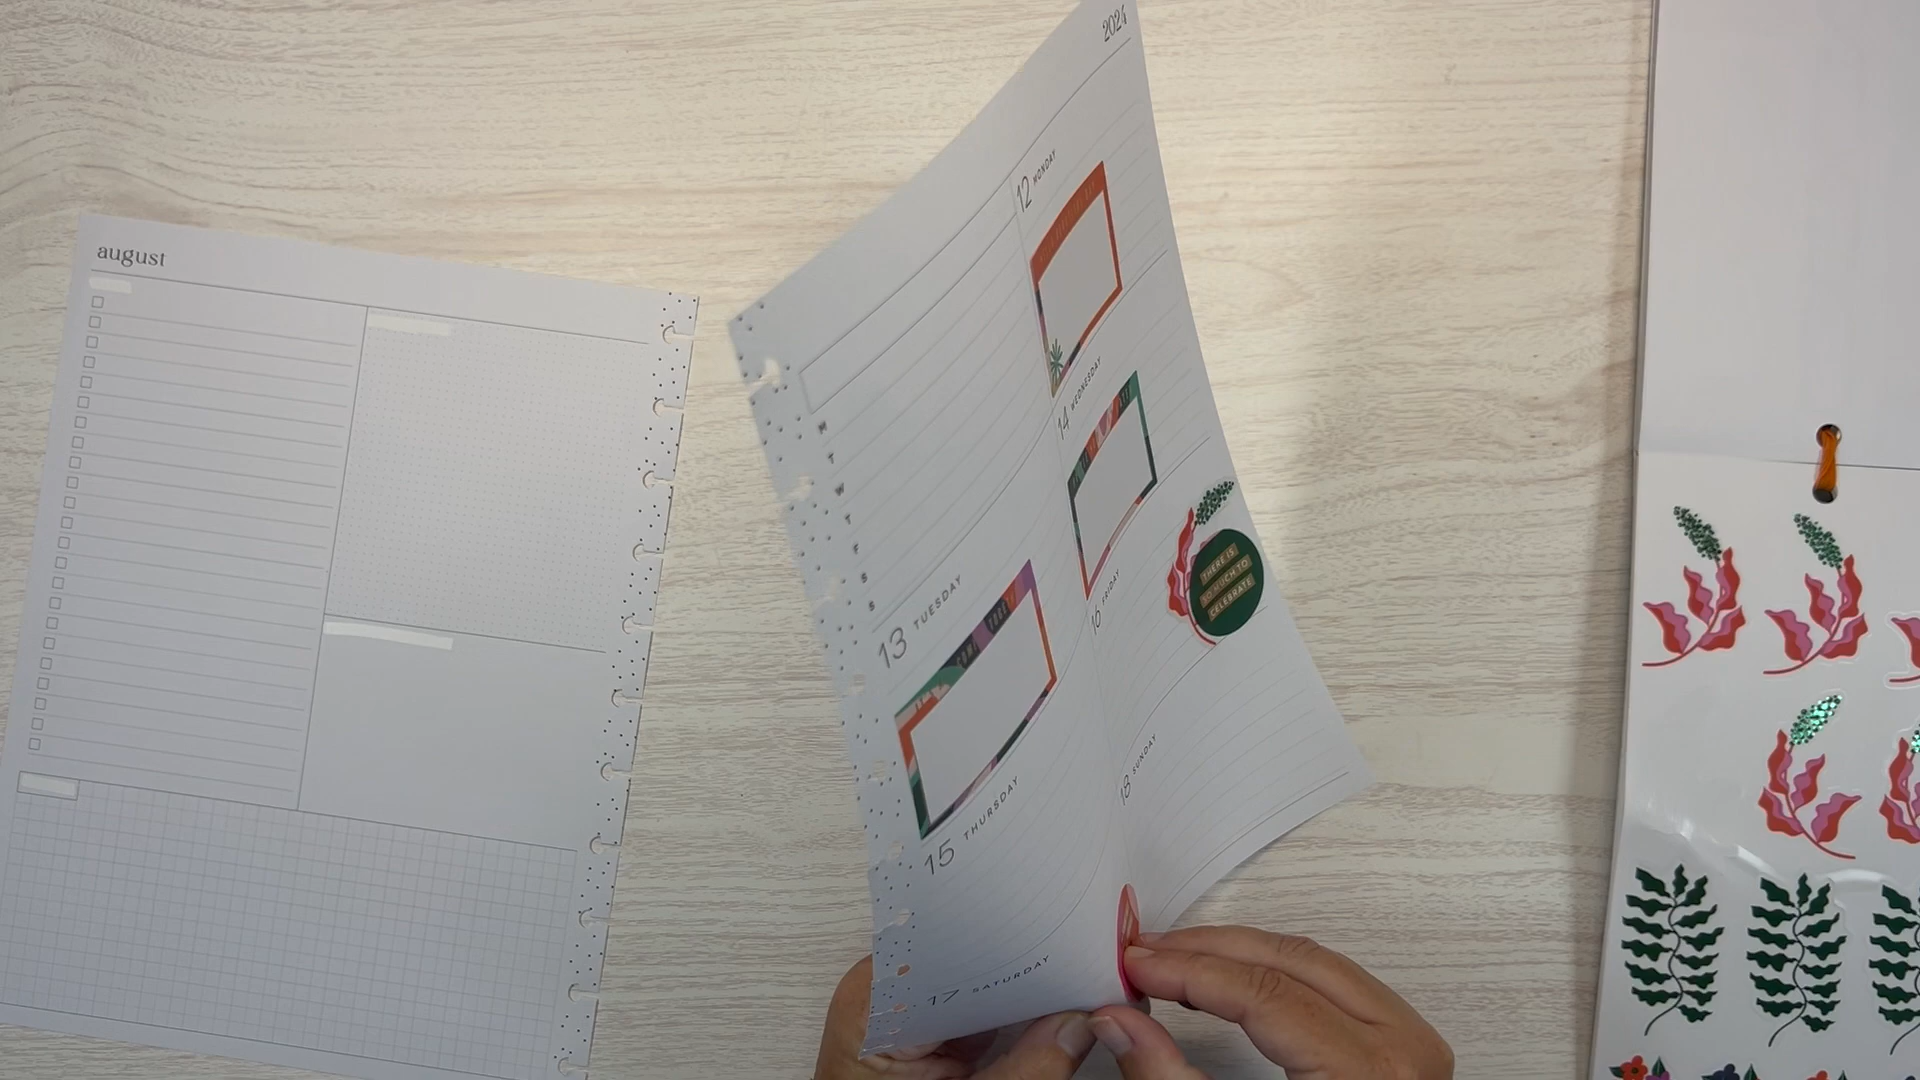 august
2024
12 MONDAY
M
T
W
T
F
S
S
13 TUESDAY
14 WEDNESDAY
15 THURSDAY
16 FRIDAY
THERE IS
SO MUCH TO
CELEBRATE
17 SATURDAY
18 SUNDAY